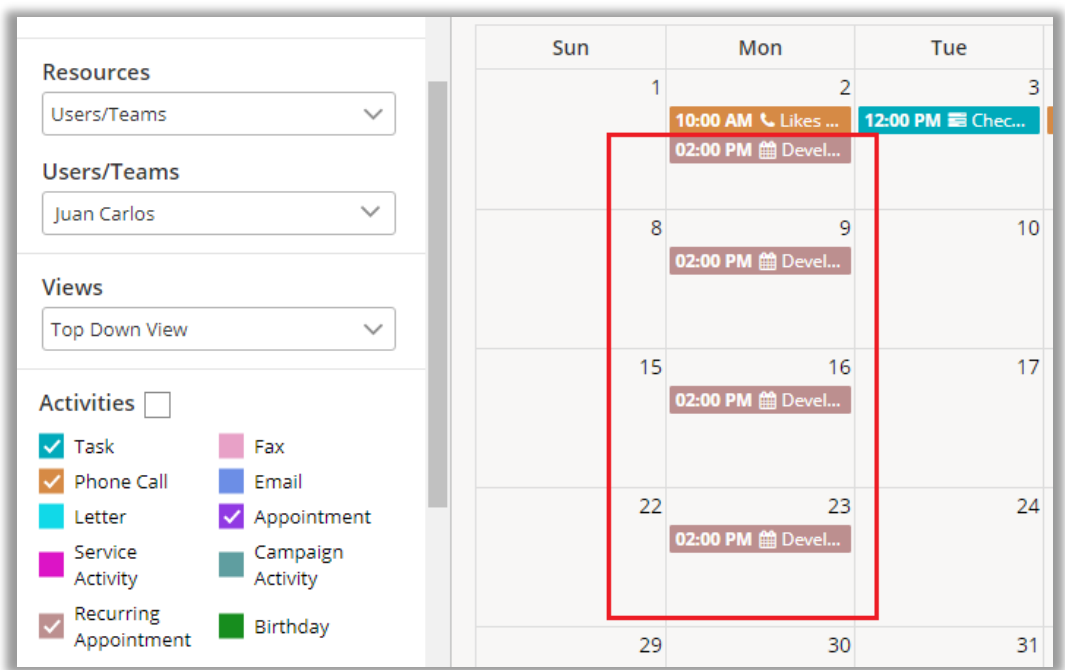 Resources
Users/Teams
Users/Teams
Juan Carlos
Views
Top Down View
Activities
Task
Fax
Phone Call
Email
Letter
Appointment
Service
Activity
Campaign
Activity
Recurring
Appointment
Birthday
Sun Mon Tue
1 2 3
10:00 AM Likes ... 12:00 PM Chec...
02:00 PM Devel...
8 9 10
02:00 PM Devel...
15 16 17
02:00 PM Devel...
22 23 24
02:00 PM Devel...
29 30 31